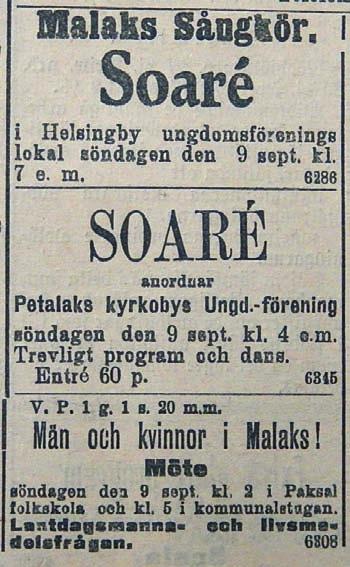 Malaks Sångkör.
Soaré
i Helsingby ungdomsförenings
lokal söndagen den 9 sept. kl.
7 e. m. 6286
SOARÉ
anordnar
Petalaks kyrkobys Ungd.-förening
söndagen den 9 sept. kl. 4 e.m.
Trevligt program och dans.
Entré 60 p. 6345
V. P. 1 g. 1 s. 20 m.m.
Män och kvinnor i Malaks!
Möte
söndagen den 9 sept. kl. 2 i Paksal
folkskola och kl. 5 i kommunalstugan.
Lantdagsmanna- och livsme-
delsfrågan. 6308